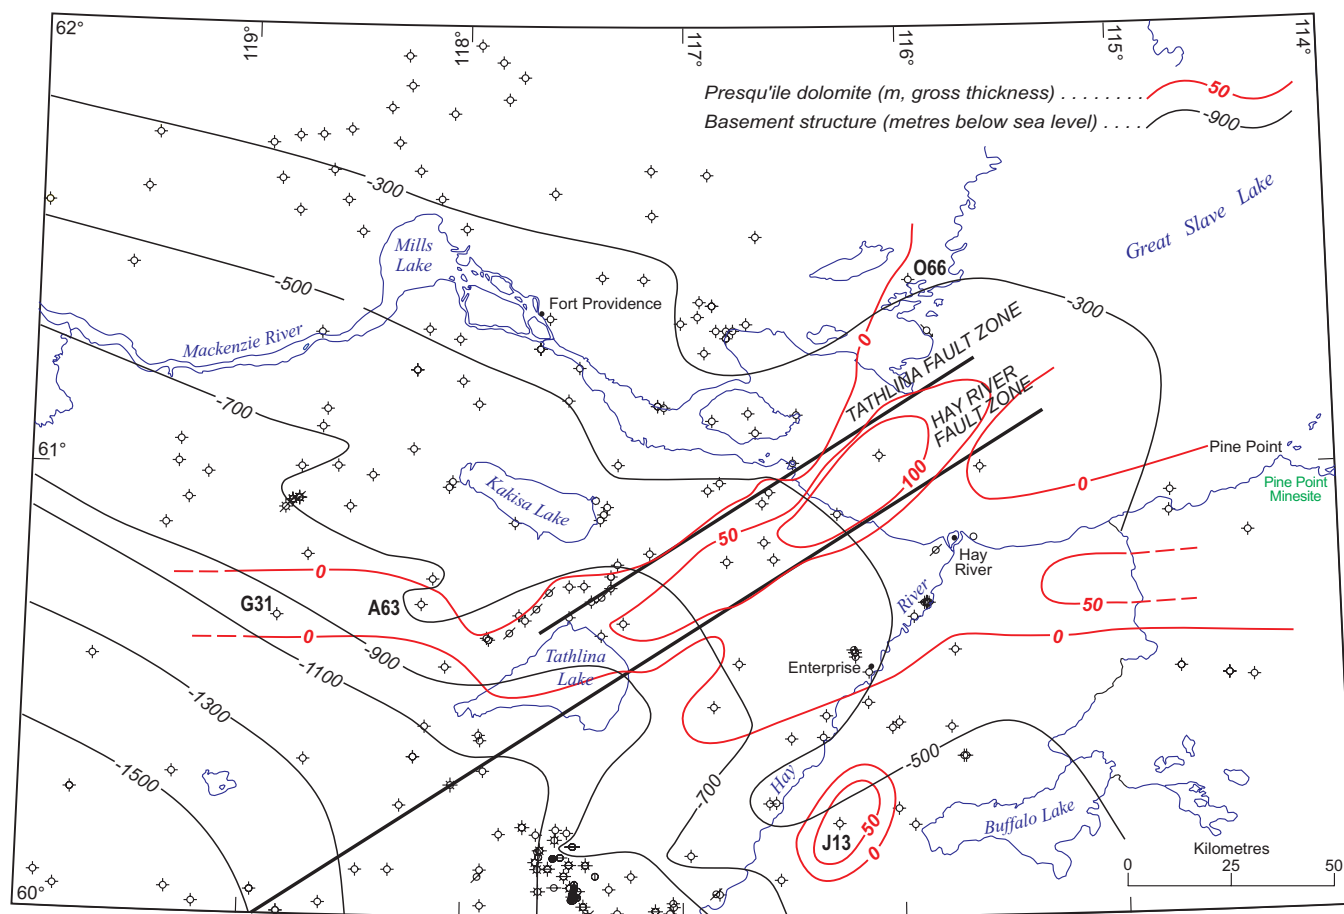 62°
119°
118°
117°
116°
115°
114°
Presqu'ile dolomite (m, gross thickness) . . . . . . . .
50
Basement structure (metres below sea level) . . . .
-900
-300
Great Slave Lake
Mills
Lake
O66
-500
Fort Providence
-300
Mackenzie River
0
TATHLINA FAULT ZONE
HAY RIVER
FAULT ZONE
-700
61°
Pine Point
100
0
Pine Point
Minesite
Kakisa Lake
50
Hay
River
0
G31
A63
River
50
0
0
-900
Tathlina
Lake
Enterprise
-1100
-1300
-500
-1500
-700
Hay
50
J13
0
Buffalo Lake
Kilometres
0
25
50
60°